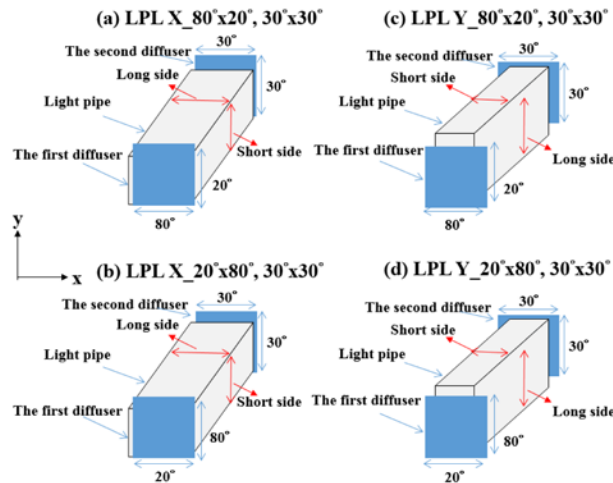 (a) LPL X_80°x20°, 30°x30°
The second diffuser
30°
Long side
30°
Light pipe
The first diffuser
Short side
20°
80°
(c) LPL Y_80°x20°, 30°x30°
The second diffuser
30°
Short side
30°
Light pipe
The first diffuser
Long side
20°
80°
y
x
(b) LPL X_20°x80°, 30°x30°
The second diffuser
30°
Long side
30°
Light pipe
Short side
The first diffuser
80°
20°
(d) LPL Y_20°x80°, 30°x30°
The second diffuser
30°
Short side
30°
Light pipe
The first diffuser
Long side
80°
20°